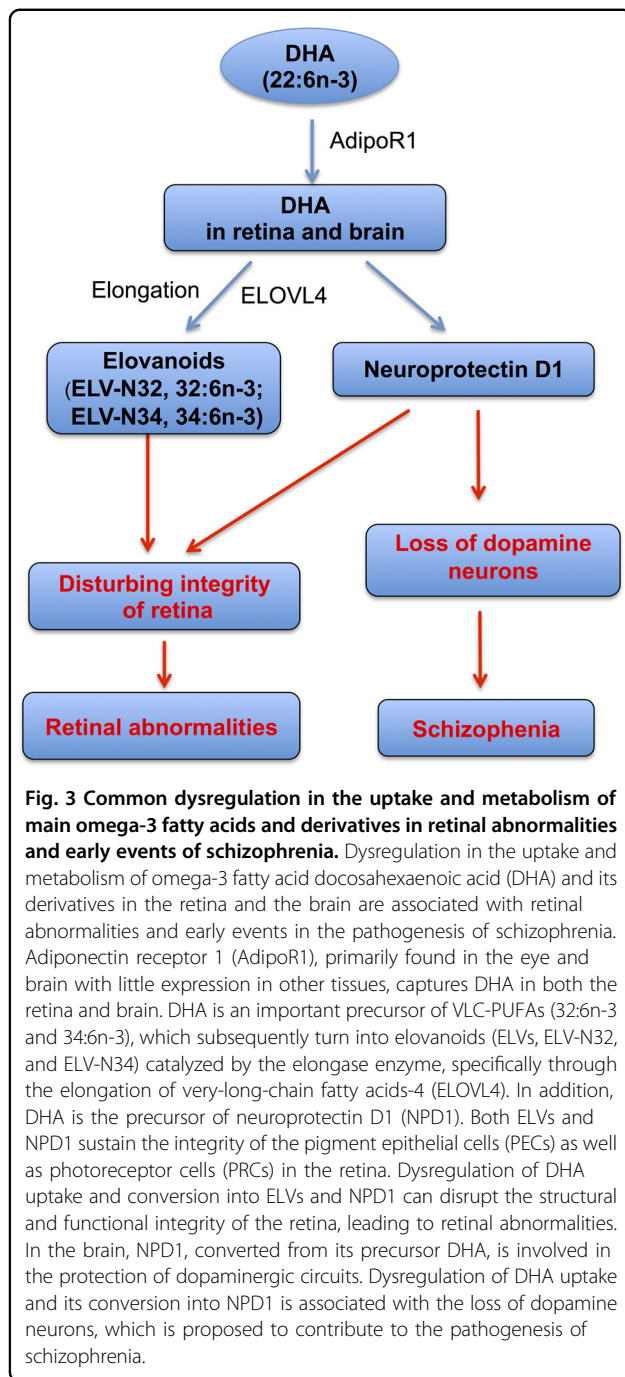 DHA
(22:6n-3)
AdipoR1
DHA
in retina and brain
Elongation
ELOVL4
Elovanoids
(ELV-N32, 32:6n-3;
ELV-N34, 34:6n-3)
Neuroprotectin D1
Loss of dopamine
neurons
Disturbing integrity
of retina
Retinal abnormalities
Schizophenia
Fig. 3 Common dysregulation in the uptake and metabolism of
main omega-3 fatty acids and derivatives in retinal abnormalities
and early events of schizophrenia. Dysregulation in the uptake and
metabolism of omega-3 fatty acid docosahexaenoic acid (DHA) and its
derivatives in the retina and the brain are associated with retinal
abnormalities and early events in the pathogenesis of schizophrenia.
Adiponectin receptor 1 (AdipoR1), primarily found in the eye and
brain with little expression in other tissues, captures DHA in both the
retina and brain. DHA is an important precursor of VLC-PUFAs (32:6n-3
and 34:6n-3), which subsequently turn into elovanoids (ELVs, ELV-N32,
and ELV-N34) catalyzed by the elongase enzyme, specifically through
the elongation of very-long-chain fatty acids-4 (ELOVL4). In addition,
DHA is the precursor of neuroprotectin D1 (NPD1). Both ELVs and
NPD1 sustain the integrity of the pigment epithelial cells (PECs) as well
as photoreceptor cells (PRCs) in the retina. Dysregulation of DHA
uptake and conversion into ELVs and NPD1 can disrupt the structural
and functional integrity of the retina, leading to retinal abnormalities.
In the brain, NPD1, converted from its precursor DHA, is involved in
the protection of dopaminergic circuits. Dysregulation of DHA uptake
and its conversion into NPD1 is associated with the loss of dopamine
neurons, which is proposed to contribute to the pathogenesis of
schizophrenia.